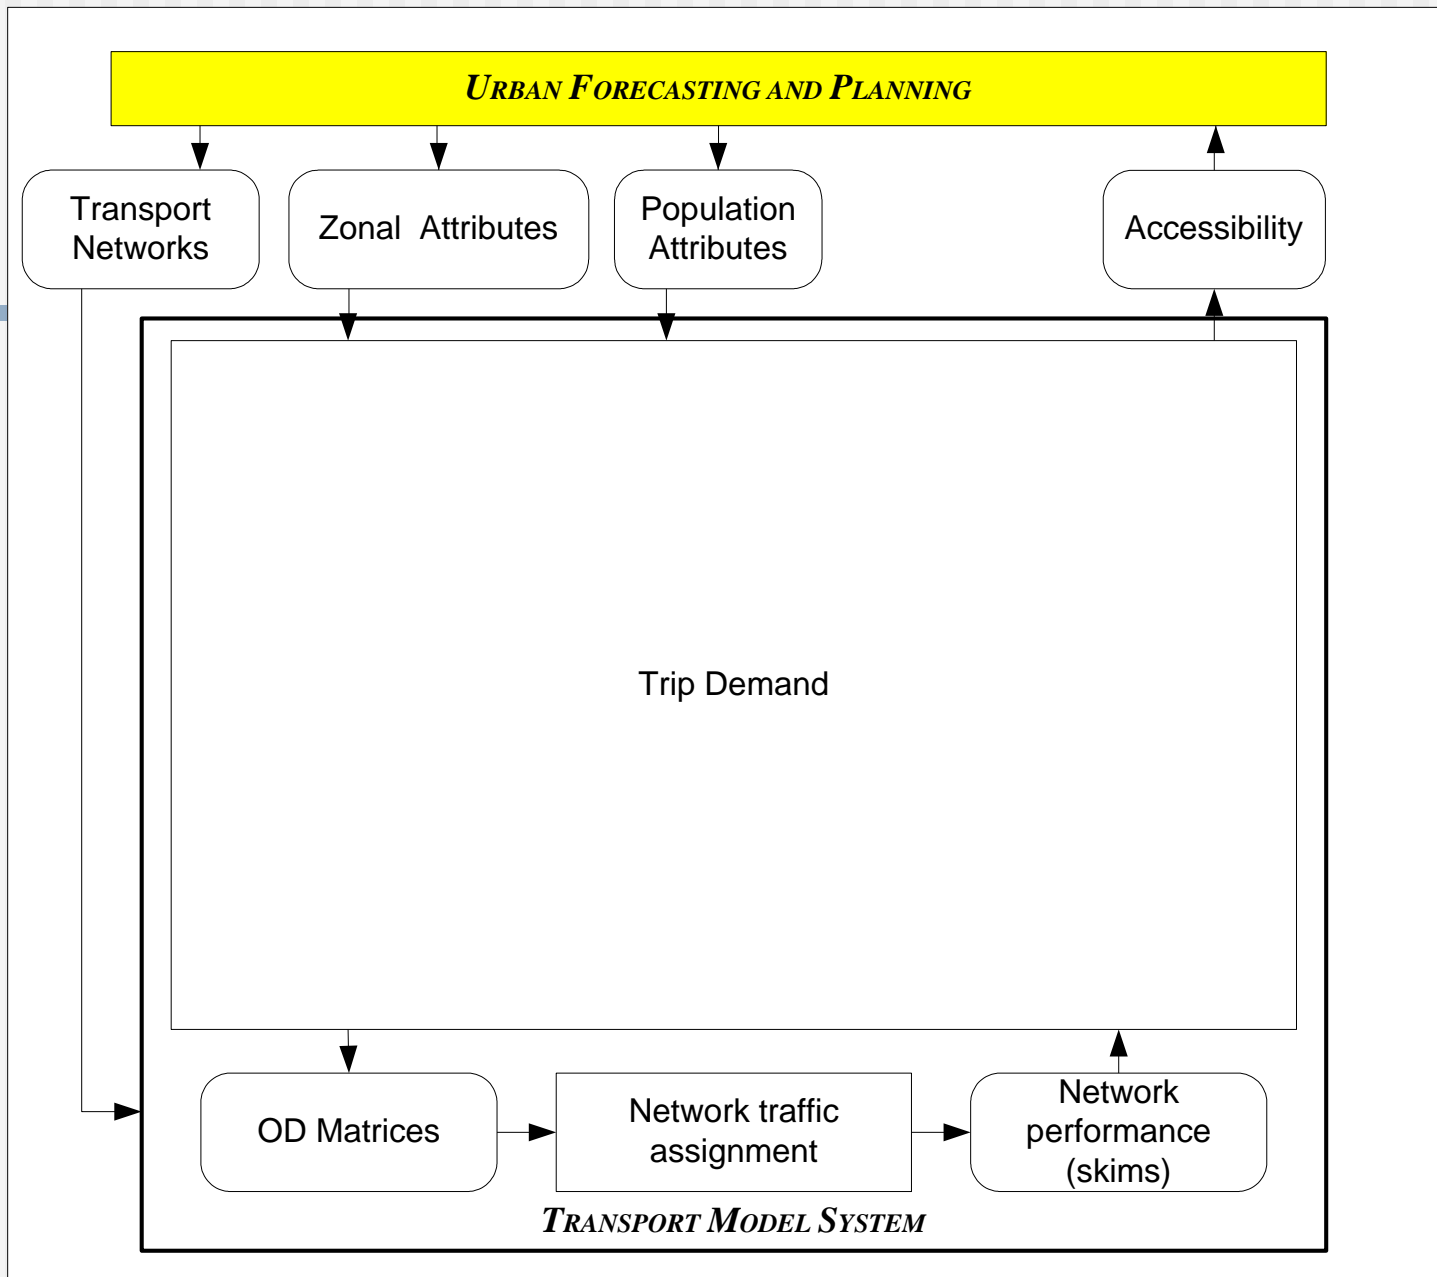 URBAN FORECASTING AND PLANNING
Transport
Networks
Zonal Attributes
Population
Attributes
Accessibility
Trip Demand
OD Matrices
Network traffic
assignment
Network
performance
(skims)
TRANSPORT MODEL SYSTEM